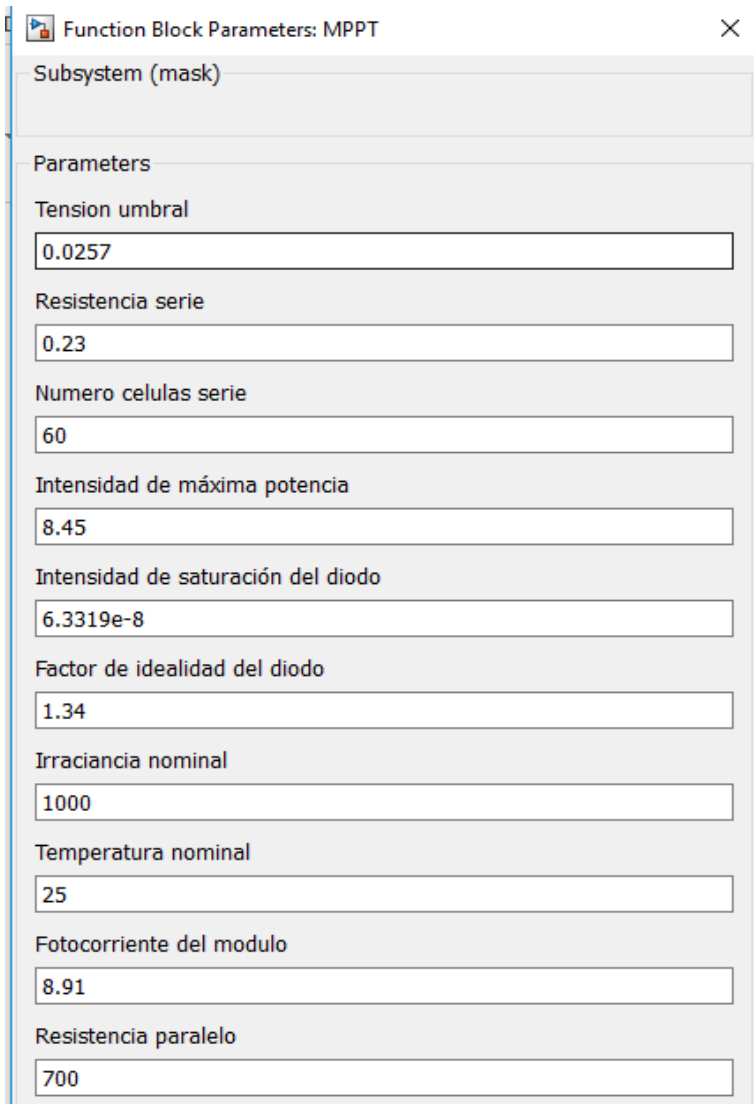 Function Block Parameters: MPPT
Subsystem (mask)
Parameters
Tension umbral
0.0257
Resistencia serie
0.23
Numero celulas serie
60
Intensidad de máxima potencia
8.45
Intensidad de saturación del diodo
6.3319e-8
Factor de idealidad del diodo
1.34
Irraciancia nominal
1000
Temperatura nominal
25
Fotocorriente del modulo
8.91
Resistencia paralelo
700